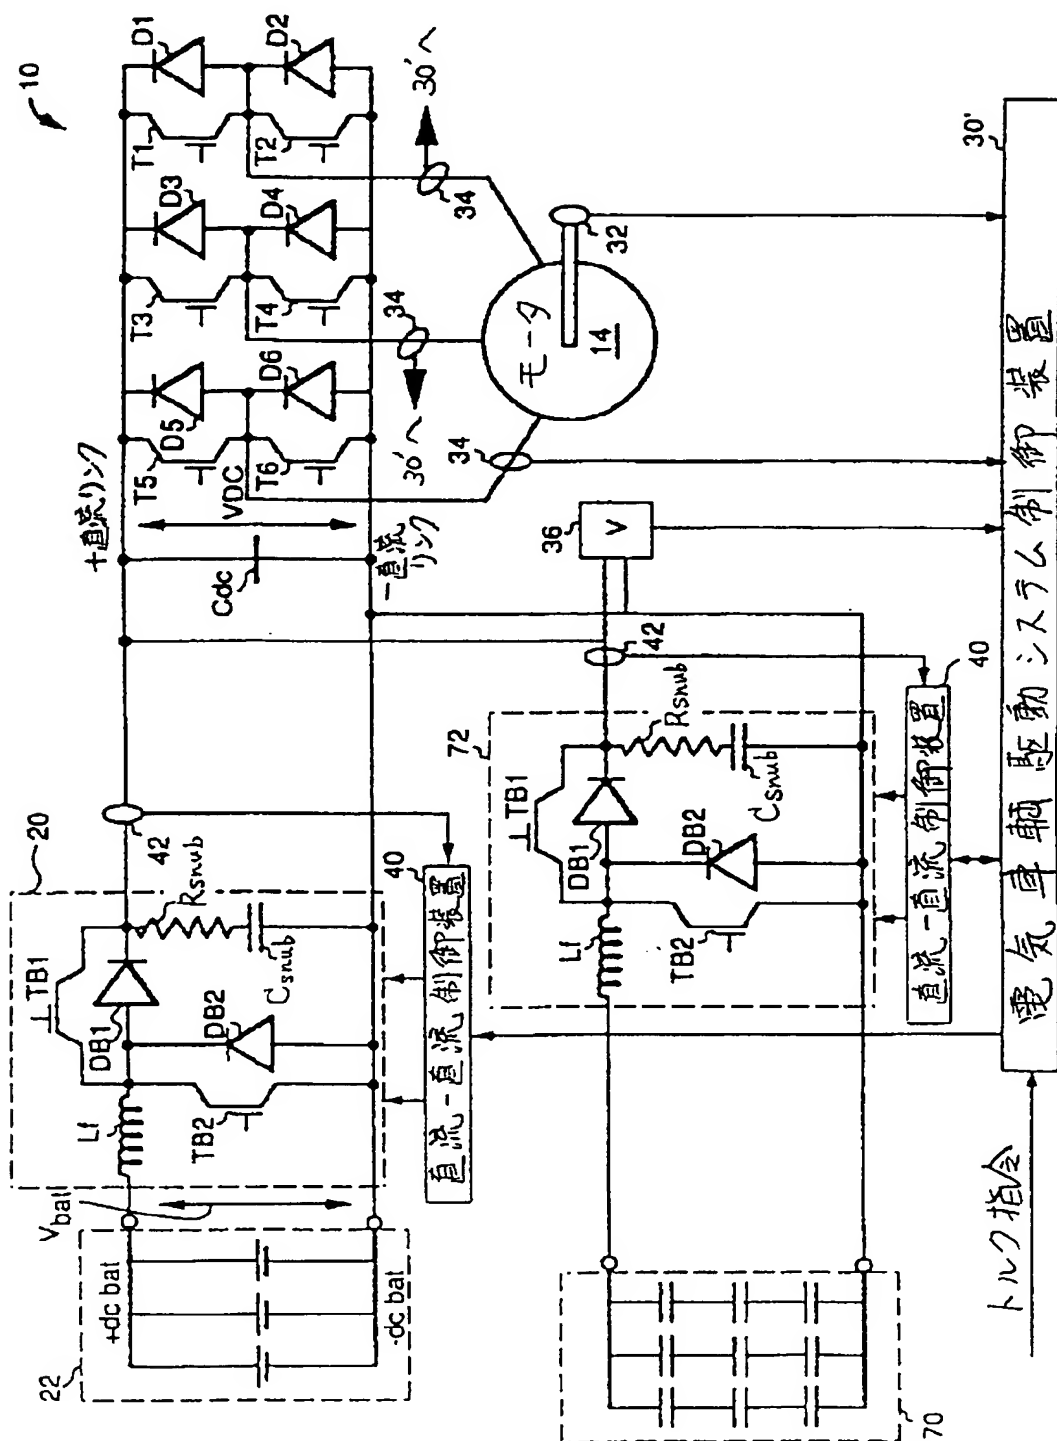 10
+直流リンク
VDC
Cdc
−直流
リンク
T5
D5
T6
D6
T3
D3
T4
D4
T1
D1
T2
D2
34
30'へ
34
34
30'へ
モータ
14
32
22
+dc bat
-dc bat
Vbat
20
Lf
TB1
DB1
DB2
TB2
Rsnub
Csnub
42
40
直流−直流制御装置
70
72
Lf
TB1
DB1
DB2
TB2
Rsnub
Csnub
42
36
V
40
直流−直流制御装置
30'
電気車輌駆動システム制御装置
トルク指令